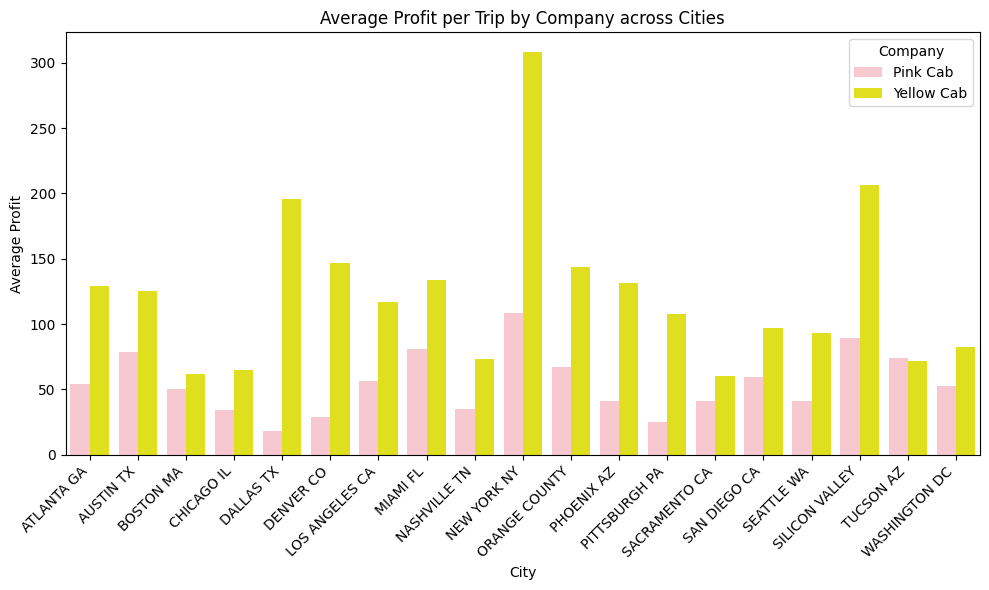 Average Profit per Trip by Company across Cities
Company
Pink Cab
Yellow Cab
Average Profit
300
250
200
150
100
50
0
ATLANTA GA
AUSTIN TX
BOSTON MA
CHICAGO IL
DALLAS TX
DENVER CO
LOS ANGELES CA
MIAMI FL
NASHVILLE TN
NEW YORK NY
ORANGE COUNTY
PHOENIX AZ
PITTSBURGH PA
SACRAMENTO CA
SAN DIEGO CA
SEATTLE WA
SILICON VALLEY
TUCSON AZ
WASHINGTON DC
City